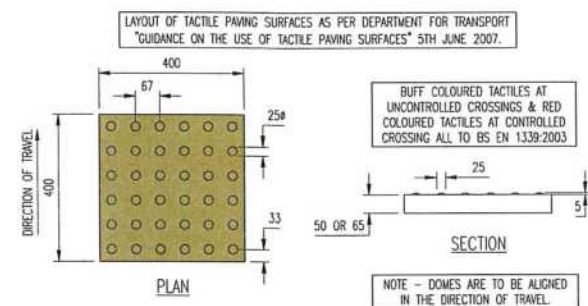 LAYOUT OF TACTILE PAVING SURFACES AS PER DEPARTMENT FOR TRANSPORT
"GUIDANCE ON THE USE OF TACTILE PAVING SURFACES" 5TH JUNE 2007.
400
67
25ø
DIRECTION OF TRAVEL
400
33
PLAN
BUFF COLOURED TACTILES AT
UNCONTROLLED CROSSINGS & RED
COLOURED TACTILES AT CONTROLLED
CROSSING ALL TO BS EN 1339:2003
25
50 OR 65
5
SECTION
NOTE - DOMES ARE TO BE ALIGNED
IN THE DIRECTION OF TRAVEL.